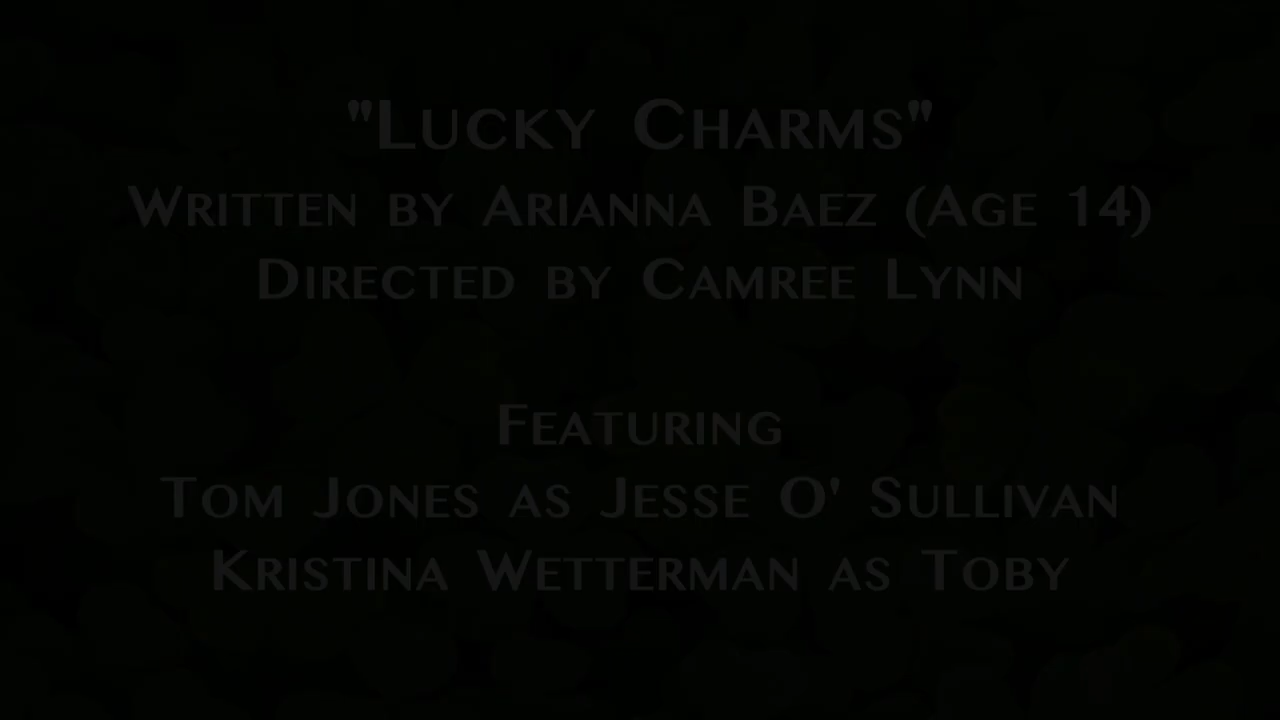 "Lucky Charms"
Written by Arianna Baez (Age 14)
Directed by Camree Lynn
Featuring
Tom Jones as Jesse O' Sullivan
Kristina Wetterman as Toby